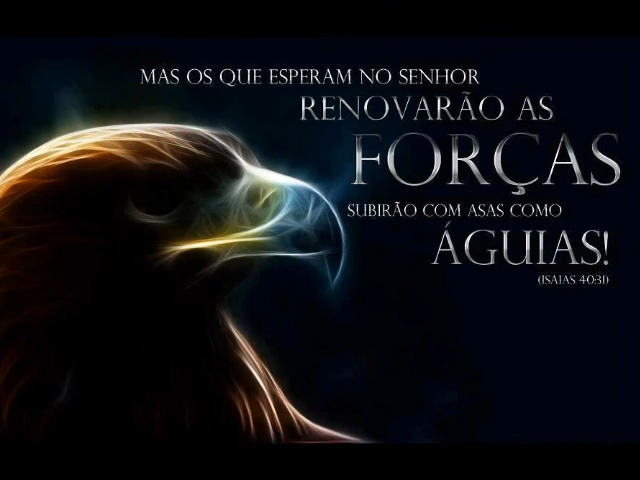 MAS OS QUE ESPERAM NO SENHOR
RENOVARÃO AS
FORÇAS
SUBIRÃO COM ASAS COMO
ÁGUIAS!
(ISAIAS 40:31)